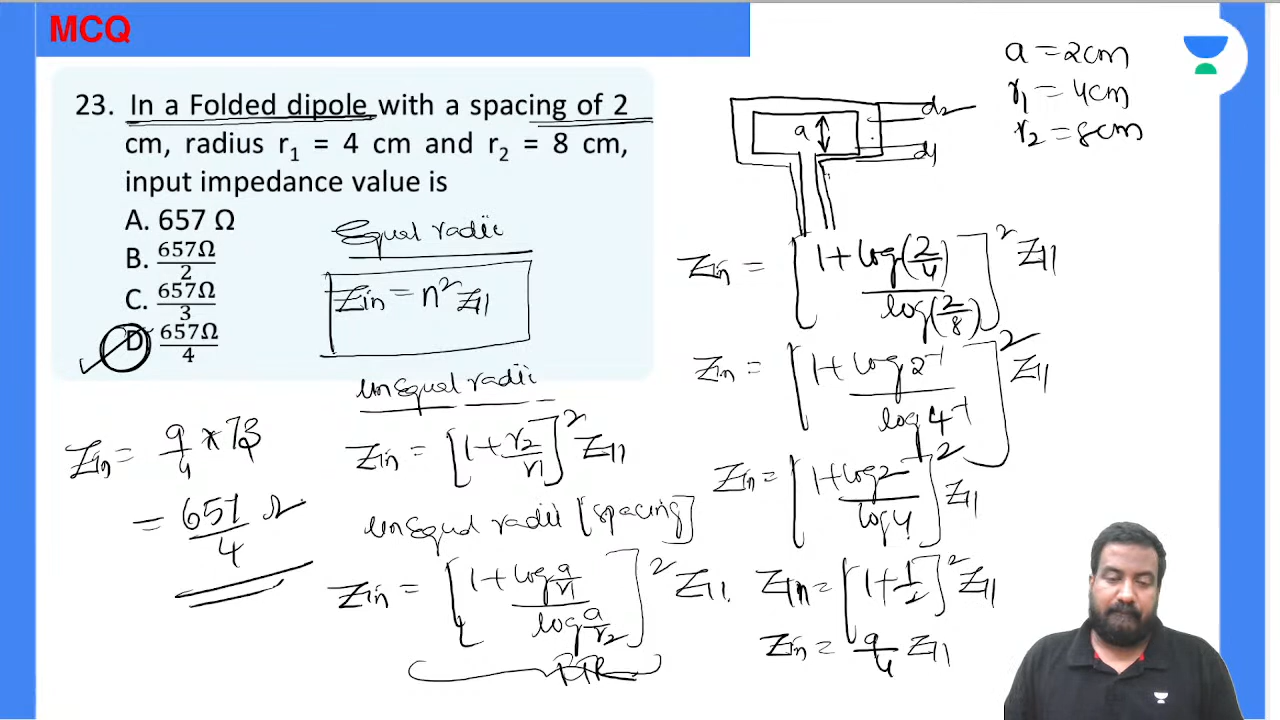 MCQ
23. In a Folded dipole with a spacing of 2
cm, radius r₁ = 4 cm and r₂ = 8 cm,
input impedance value is
A. 657 Ω
B. 657Ω/2
C. 657Ω/3
D. 657Ω/4
Equal radii
Zin = n² Z11
unequal radii
Zin = [1 + r2/r1]² Z11
unequal radii [spacing]
Zin = [1 + log a/r1 / log a/r2]² Z11
Zin = 9/4 × 73
= 657/4 Ω
a = 2cm
r1 = 4cm
r2 = 8cm
d2
a
d1
Zin = [1 + log(2/4) / log(2/8)]² Z11
Zin = [1 + log 2⁻¹ / log 4⁻¹]² Z11
Zin = [1 + log 2 / log 4]² Z11
Zin = [1 + 1/2]² Z11
Zin = 9/4 Z11